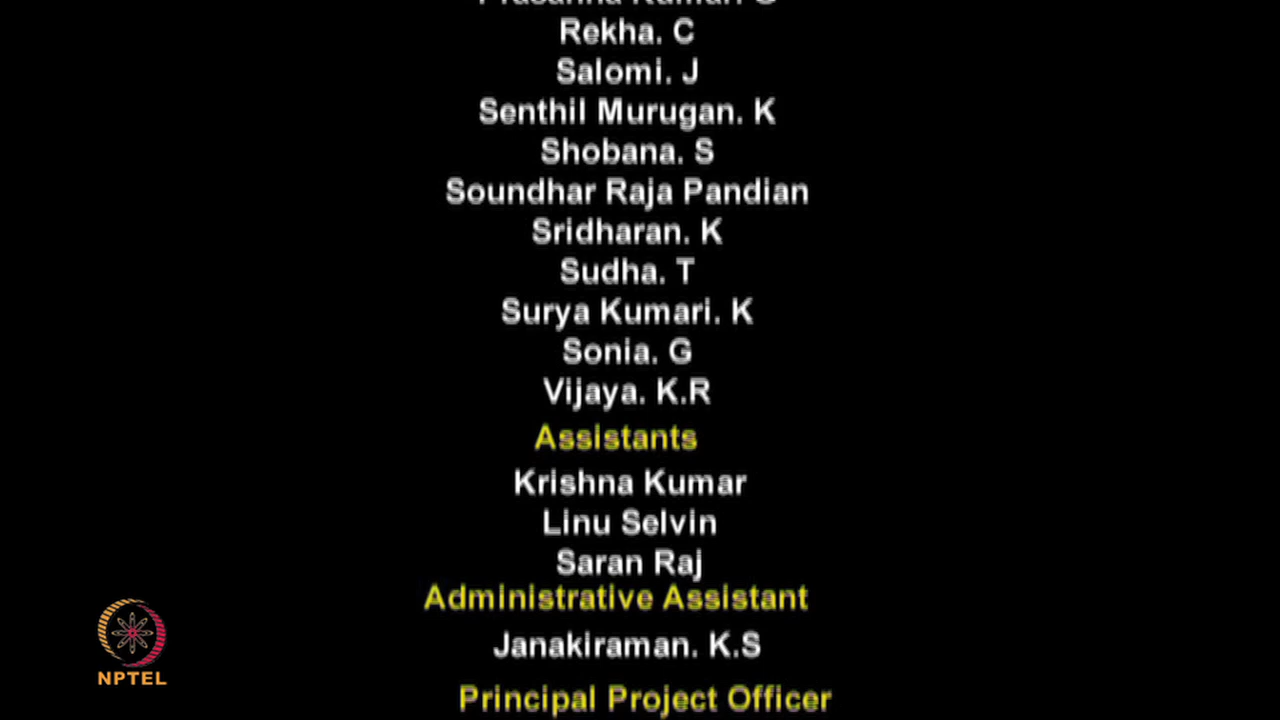 Rekha. C
Salomi. J
Senthil Murugan. K
Shobana. S
Soundhar Raja Pandian
Sridharan. K
Sudha. T
Surya Kumari. K
Sonia. G
Vijaya. K.R
Assistants
Krishna Kumar
Linu Selvin
Saran Raj
Administrative Assistant
Janakiraman. K.S
NPTEL
Principal Project Officer